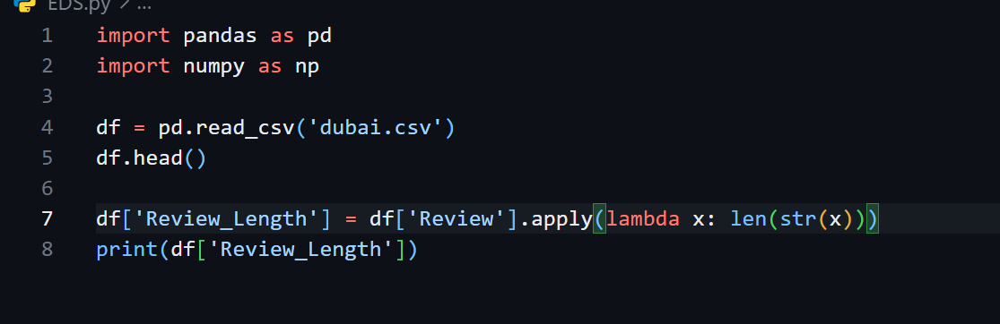 EDS.py > ...
1 import pandas as pd
2 import numpy as np
3
4 df = pd.read_csv('dubai.csv')
5 df.head()
6
7 df['Review_Length'] = df['Review'].apply(lambda x: len(str(x)))
8 print(df['Review_Length'])